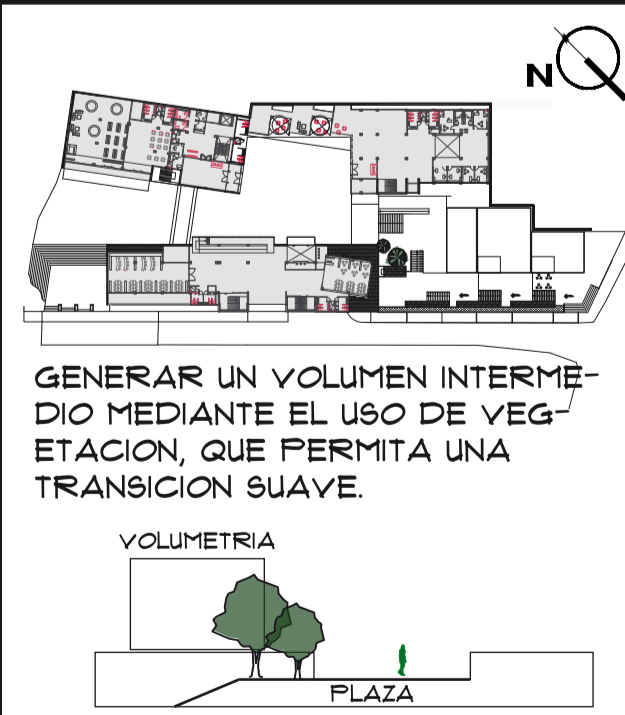 N
GENERAR UN VOLUMEN INTERME-
DIO MEDIANTE EL USO DE VEG-
ETACION, QUE PERMITA UNA
TRANSICION SUAVE.
VOLUMETRIA
PLAZA